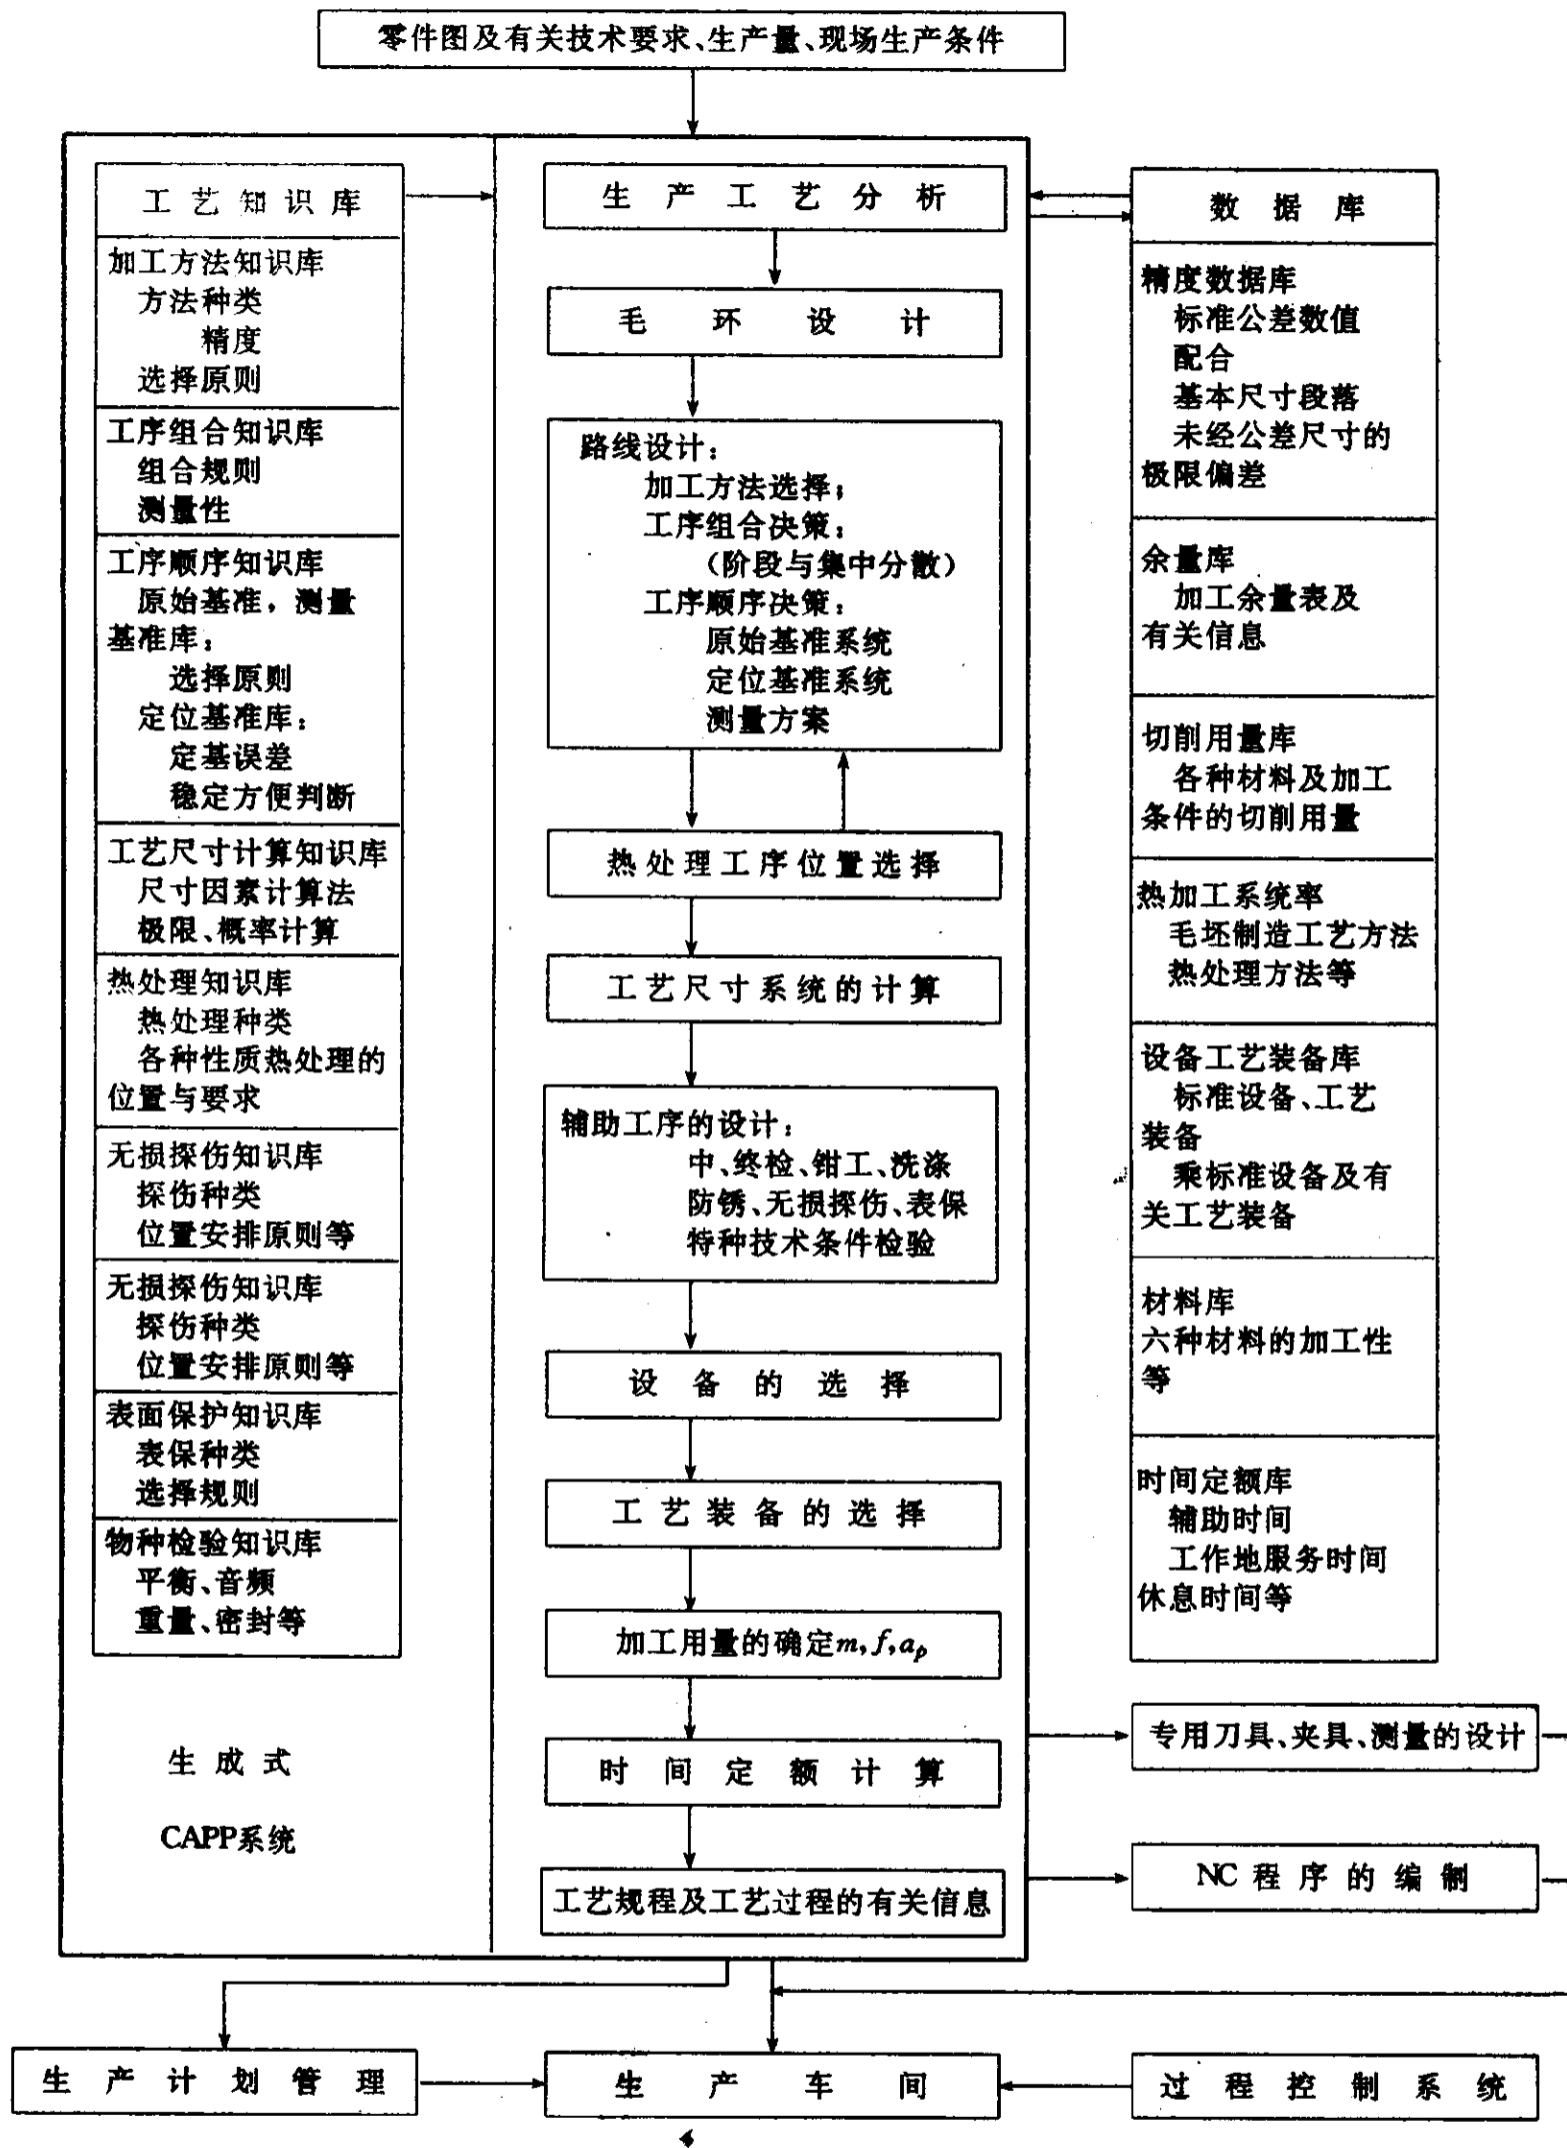 零件图及有关技术要求、生产量、现场生产条件
工艺知识库
加工方法知识库
方法种类
精度
选择原则
工序组合知识库
组合规则
测量性
工序顺序知识库
原始基准，测量
基准库：
选择原则
定位基准库：
定基误差
稳定方便判断
工艺尺寸计算知识库
尺寸因素计算法
极限、概率计算
热处理知识库
热处理种类
各种性质热处理的
位置与要求
无损探伤知识库
探伤种类
位置安排原则等
无损探伤知识库
探伤种类
位置安排原则等
表面保护知识库
表保种类
选择规则
物种检验知识库
平衡、音频
重量、密封等
生成式
CAPP系统
生产工艺分析
毛环设计
路线设计：
加工方法选择；
工序组合决策：
（阶段与集中分散）
工序顺序决策：
原始基准系统
定位基准系统
测量方案
热处理工序位置选择
工艺尺寸系统的计算
辅助工序的设计：
中、终检、钳工、洗涤
防锈、无损探伤、表保
特种技术条件检验
设备的选择
工艺装备的选择
加工用量的确定m,f,ap
时间定额计算
工艺规程及工艺过程的有关信息
数据库
精度数据库
标准公差数值
配合
基本尺寸段落
未经公差尺寸的
极限偏差
余量库
加工余量表及
有关信息
切削用量库
各种材料及加工
条件的切削用量
热加工系统率
毛坯制造工艺方法
热处理方法等
设备工艺装备库
标准设备、工艺
装备
乘标准设备及有
关工艺装备
材料库
六种材料的加工性
等
时间定额库
辅助时间
工作地服务时间
休息时间等
专用刀具、夹具、测量的设计
NC程序的编制
生产计划管理
生产车间
过程控制系统